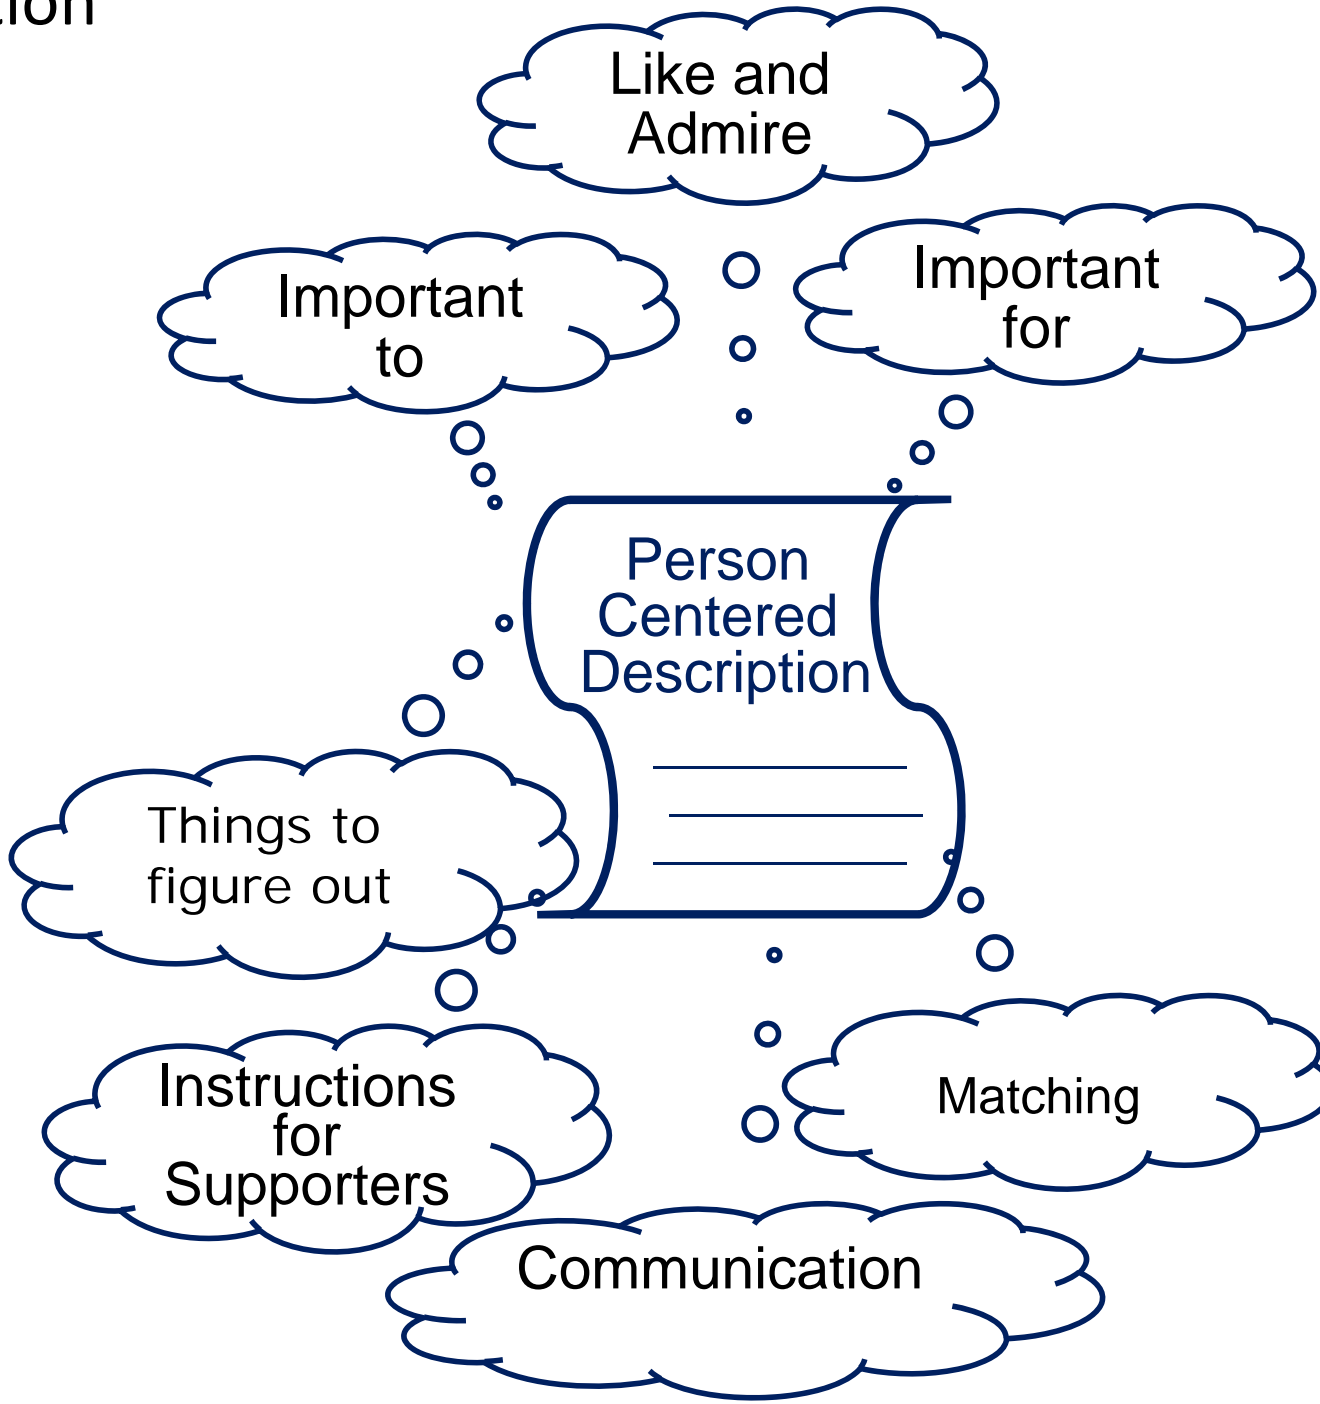 Like and
Admire
Important
to
Important
for
Person
Centered
Description
Things to
figure out
Instructions
for
Supporters
Matching
Communication